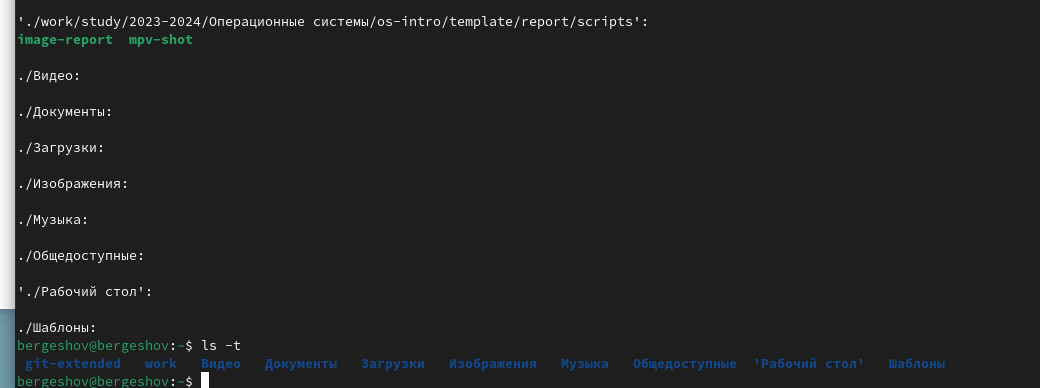 './work/study/2023-2024/Операционные системы/os-intro/template/report/scripts':
image-report  mpv-shot
./Видео:
./Документы:
./Загрузки:
./Изображения:
./Музыка:
./Общедоступные:
'./Рабочий стол':
./Шаблоны:
bergeshov@bergeshov:~$ ls -t
git-extended  work  Видео  Документы  Загрузки  Изображения  Музыка  Общедоступные  'Рабочий стол'  Шаблоны
bergeshov@bergeshov:~$